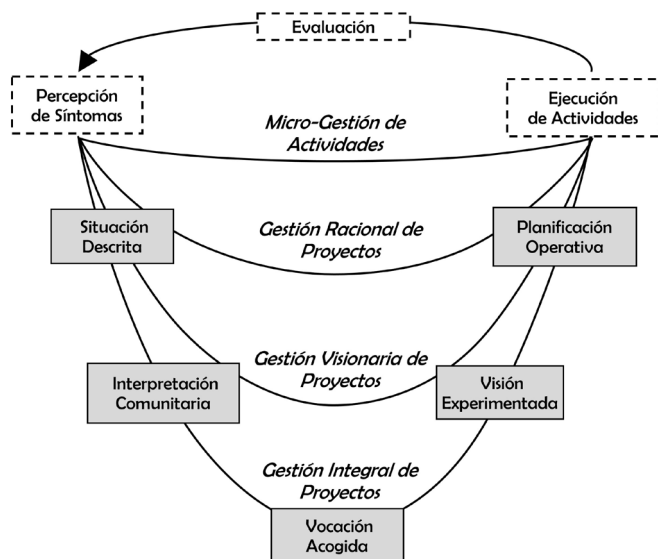 Evaluación
Percepción
de Síntomas
Ejecución
de Actividades
Micro-Gestión de
Actividades
Situación
Descrita
Gestión Racional de
Proyectos
Planificación
Operativa
Interpretación
Comunitaria
Gestión Visionaria de
Proyectos
Visión
Experimentada
Gestión Integral de
Proyectos
Vocación
Acogida